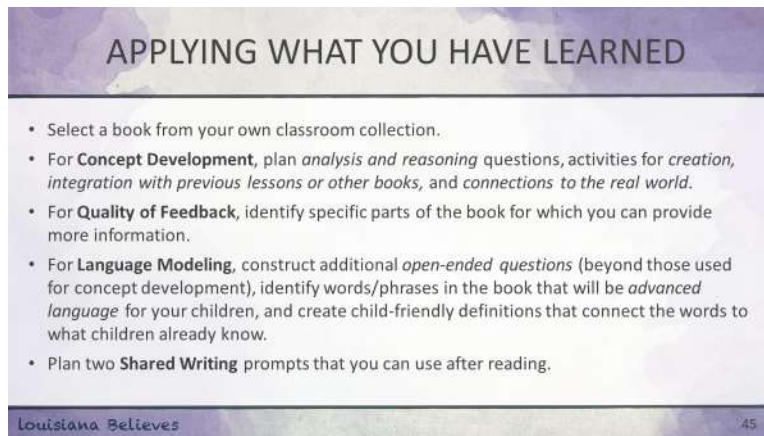 APPLYING WHAT YOU HAVE LEARNED
• Select a book from your own classroom collection.
• For Concept Development, plan analysis and reasoning questions, activities for creation,
integration with previous lessons or other books, and connections to the real world.
• For Quality of Feedback, identify specific parts of the book for which you can provide
more information.
• For Language Modeling, construct additional open-ended questions (beyond those used
for concept development), identify words/phrases in the book that will be advanced
language for your children, and create child-friendly definitions that connect the words to
what children already know.
• Plan two Shared Writing prompts that you can use after reading.
Louisiana Believes
45